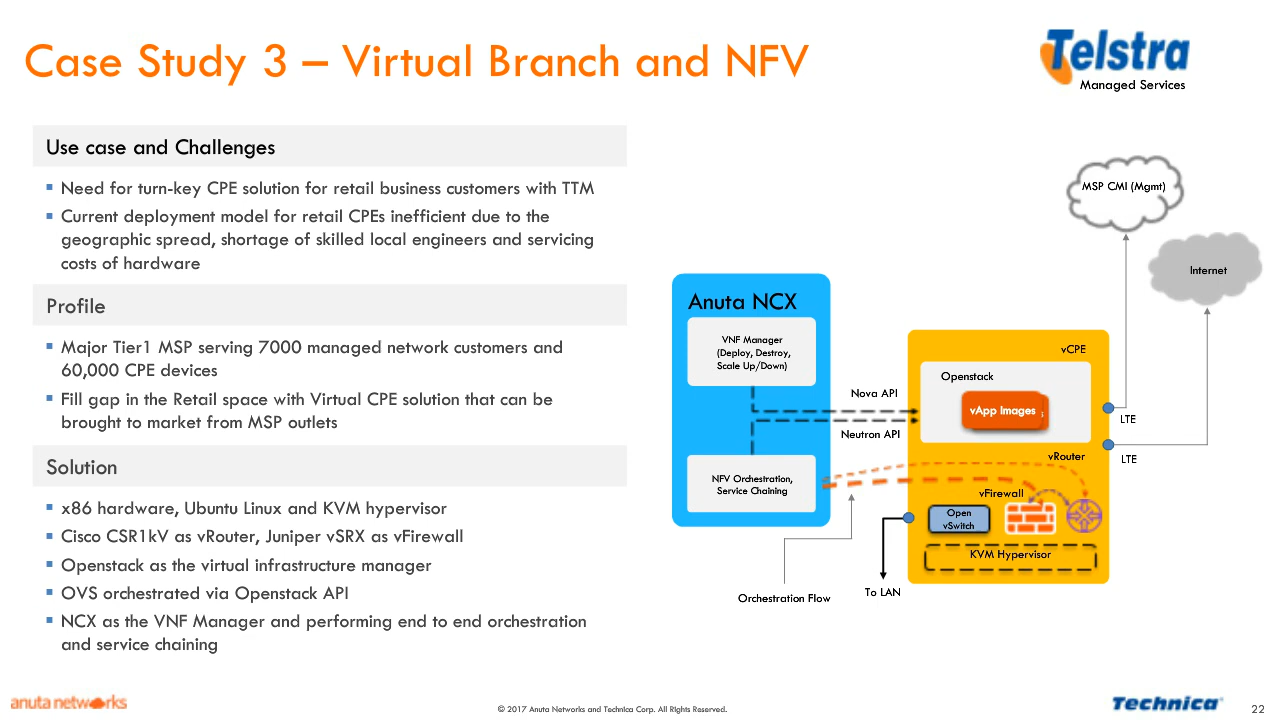 Case Study 3 – Virtual Branch and NFV
Telstra
Managed Services
Use case and Challenges
Need for turn-key CPE solution for retail business customers with TTM
Current deployment model for retail CPEs inefficient due to the
geographic spread, shortage of skilled local engineers and servicing
costs of hardware
Profile
Major Tier1 MSP serving 7000 managed network customers and
60,000 CPE devices
Fill gap in the Retail space with Virtual CPE solution that can be
brought to market from MSP outlets
Solution
x86 hardware, Ubuntu Linux and KVM hypervisor
Cisco CSR1kV as vRouter, Juniper vSRX as vFirewall
Openstack as the virtual infrastructure manager
OVS orchestrated via Openstack API
NCX as the VNF Manager and performing end to end orchestration
and service chaining
MSP CMI (Mgmt)
Internet
Anuta NCX
VNF Manager
(Deploy, Destroy,
Scale Up/Down)
NFV Orchestration,
Service Chaining
Nova API
Neutron API
Orchestration Flow
To LAN
vCPE
Openstack
vApp Images
LTE
LTE
vRouter
vFirewall
Open
vSwitch
KVM Hypervisor
anuta networks
© 2017 Anuta Networks and Technica Corp. All Rights Reserved.
Technica
22